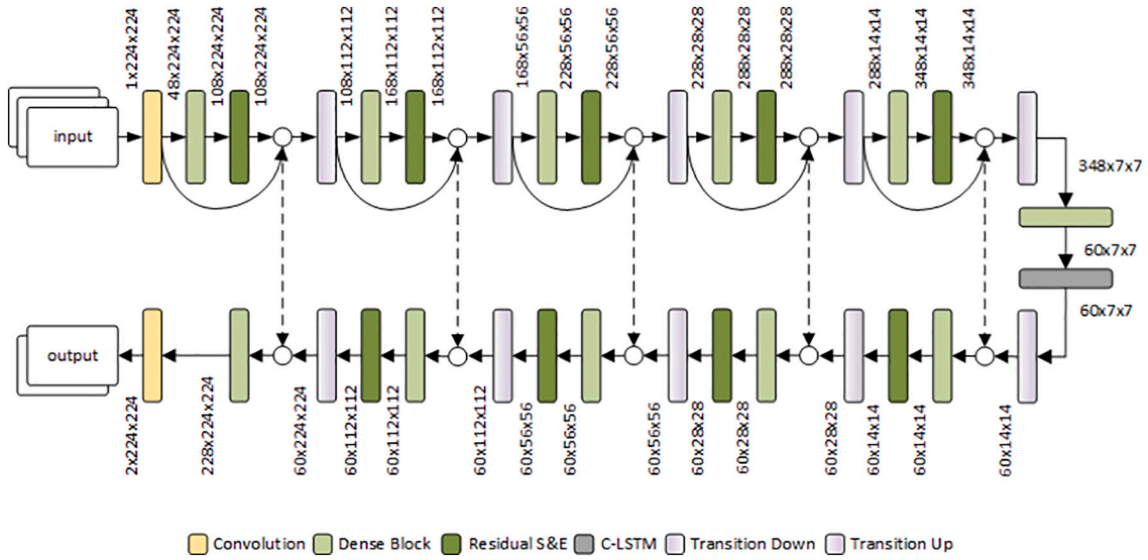 1x224x224
48x224x224
108x224x224
108x224x224
108x112x112
168x112x112
168x112x112
168x56x56
228x56x56
228x56x56
228x28x28
288x28x28
288x28x28
288x14x14
348x14x14
348x14x14
input
348x7x7
60x7x7
60x7x7
output
2x224x224
228x224x224
60x224x224
60x112x112
60x112x112
60x112x112
60x56x56
60x56x56
60x56x56
60x28x28
60x28x28
60x28x28
60x14x14
60x14x14
60x14x14
Convolution Dense Block Residual S&E C-LSTM Transition Down Transition Up